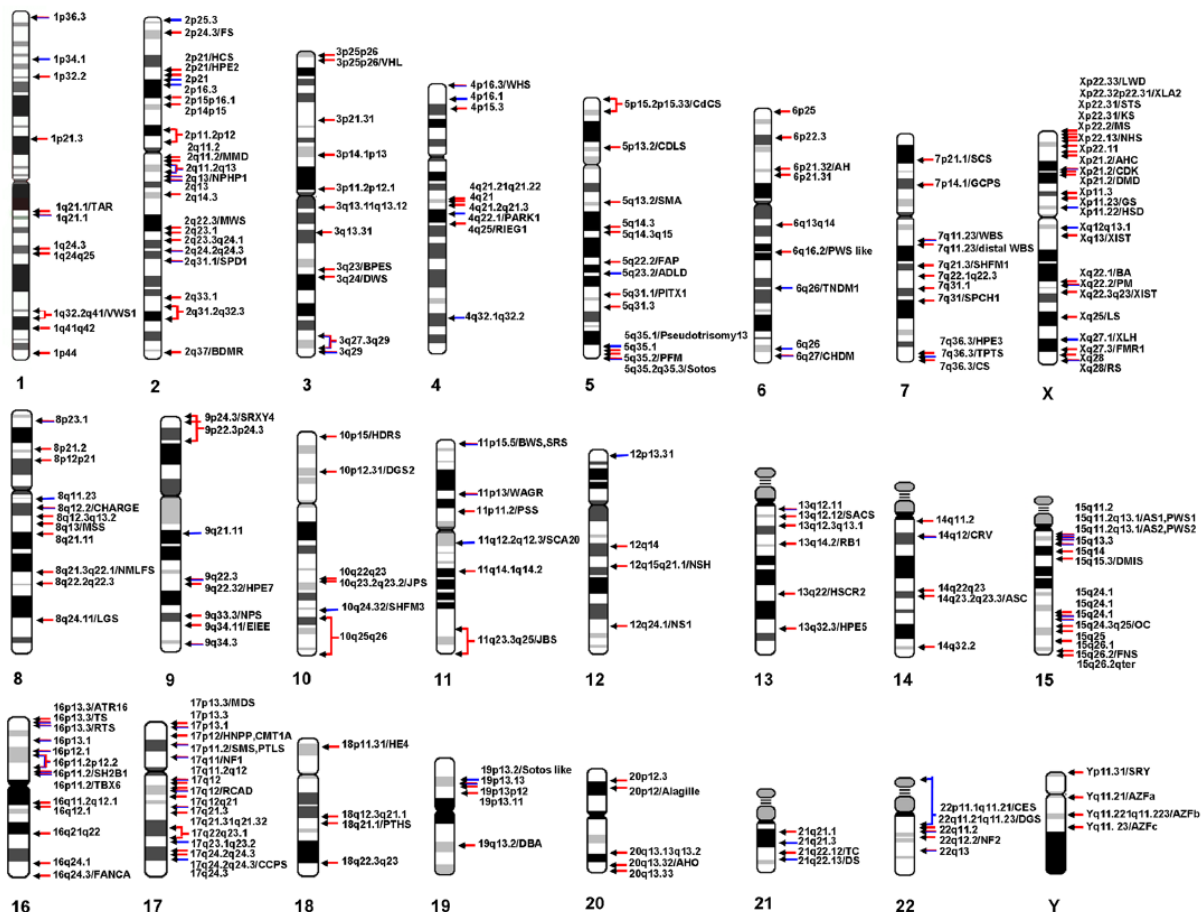 1p36.3
1p34.1
1p32.2
1p21.3
1q21.1/TAR
1q21.1
1q24.3
1q24q25
1q32.2q41/VWS1
1q41q42
1p44
1
2p25.3
2p24.3/FS
2p21/HCS
2p21/HPE2
2p21
2p16.3
2p15p16.1
2p14p15
2p11.2p12
2q11.2
2q11.2/MMD
2q11.2q13
2q13/NPHP1
2q13
2q14.3
2q22.3/MWS
2q23.1
2q23.3q24.1
2q24.2q24.3
2q31.1/SPD1
2q33.1
2q31.2q32.3
2q37/BDMR
2
3p25p26
3p25p26/VHL
3p21.31
3p14.1p13
3p11.2p12.1
3q13.11q13.12
3q13.31
3q23/BPES
3q24/DWS
3q27.3q29
3q29
3
4p16.3/WHS
4p16.1
4p15.3
4q21.21q21.22
4q21.1
4q21.2q21.3
4q22.1/PARK1
4q25/RIEG1
4q32.1q32.2
4
5p15.2p15.33/CdCS
5p13.2/CDLS
5q13.2/SMA
5q14.3
5q14.3q15
5q22.2/FAP
5q23.2/ADLD
5q31.1/PITX1
5q31.3
5q35.1/Pseudotrisomy13
5q35.1
5q35.2/PFM
5q35.2q35.3/Sotos
5
6p25
6p22.3
6p21.32/AH
6p21.31
6q13q14
6q16.2/PWS like
6q26/TNDM1
6q26
6q27/CHDM
6
7p21.1/SCS
7p14.1/GCPS
7q11.23/WBS
7q11.23/distal WBS
7q21.3/SHFM1
7q22.1q22.3
7q31.1
7q31/SPCH1
7q36.3/HPE3
7q36.3/TPTS
7q36.3/CS
7
Xp22.33/LWD
Xp22.32p22.31/XLA2
Xp22.31/STS
Xp22.31/KS
Xp22.2/MS
Xp22.13/NHS
Xp22.11
Xp21.2/AHC
Xp21.2/CDK
Xp21.2/DMD
Xp11.3
Xp11.23/GS
Xp11.22/HSD
Xq12q13.1
Xq13/XIST
Xq22.1/BA
Xq22.2/PM
Xq22.3q23/XIST
Xq25/LS
Xq27.1/XLH
Xq27.3/FMR1
Xq28
Xq28/RS
X
8p23.1
8p21.2
8p12p21
8q11.23
8q12.2/CHARGE
8q12.3q13.2
8q13/MSS
8q21.11
8q21.3q22.1/NMLFS
8q22.2q22.3
8q24.11/LGS
8
9p24.3/SRXY4
9p22.3p24.3
9q21.11
9q22.3
9q22.32/HPE7
9q33.3/NPS
9q34.11/EIEE
9q34.3
9
10p15/HDRS
10p12.31/DGS2
10q22q23
10q23.2q23.2/JPS
10q24.32/SHFM3
10q25q26
10
11p15.5/BWS,SRS
11p13/WAGR
11p11.2/PSS
11q12.2q12.3/SCA20
11q14.1q14.2
11q23.3q25/JBS
11
12p13.31
12q14
12q15q21.1/NSH
12q24.1/NS1
12
13q12.11
13q12.12/SACS
13q12.3q13.1
13q14.2/RB1
13q22/HSCR2
13q32.3/HPE5
13
14q11.2
14q12/CRV
14q22q23
14q23.2q23.3/ASC
14q32.2
14
15q11.2
15q11.2q13.1/AS1,PWS1
15q11.2q13.1/AS2,PWS2
15q13.3
15q14
15q15.3/DMIS
15q24.1
15q24.1
15q24.1
15q24.3q25/OC
15q25
15q26.1
15q26.2/FNS
15q26.2qter
15
16p13.3/ATR16
16p13.3/TS
16p13.3/RTS
16p13.1
16p12.1
16p11.2p12.2
16p11.2/SH2B1
16p11.2/TBX6
16q11.2q12.1
16q12.1
16q21q22
16q24.1
16q24.3/FANCA
16
17p13.3/MDS
17p13.3
17p13.1
17p12/HNPP,CMT1A
17p11.2/SMS,PTLS
17q11/NF1
17q11.2q12
17q12
17q12/RCAD
17q12q21
17q21.3
17q21.31q21.32
17q22q23.1
17q23.1q23.2
17q24.2q24.3
17q24.2q24.3/CCPS
17q24.3
17
18p11.31/HE4
18q12.3q21.1
18q21.1/PTHS
18q22.3q23
18
19p13.2/Sotos like
19p13.13
19p13p12
19p13.11
19q13.2/DBA
19
20p12.3
20p12/Alagille
20q13.13q13.2
20q13.32/AHO
20q13.33
20
21q21.1
21q21.3
21q22.12/TC
21q22.13/DS
21
22p11.1q11.21/CES
22q11.21q11.23/DGS
22q11.2
22q12.2/NF2
22q13
22
Yp11.31/SRY
Yq11.21/AZFa
Yq11.221q11.223/AZFb
Yq11. 23/AZFc
Y